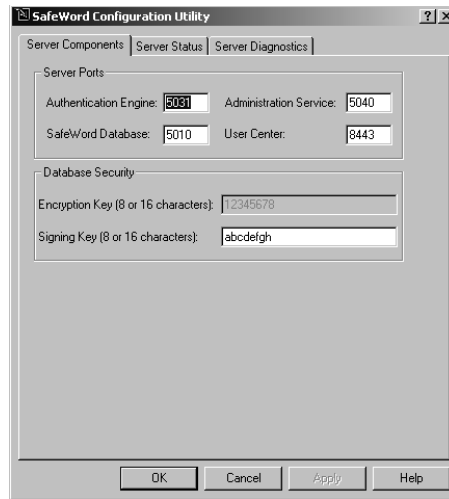 SafeWord Configuration Utility
Server Components Server Status Server Diagnostics
Server Ports
Authentication Engine: 5031 Administration Service: 5040
SafeWord Database: 5010 User Center: 8443
Database Security
Encryption Key (8 or 16 characters): 12345678
Signing Key (8 or 16 characters): abcdefgh
OK Cancel Apply Help